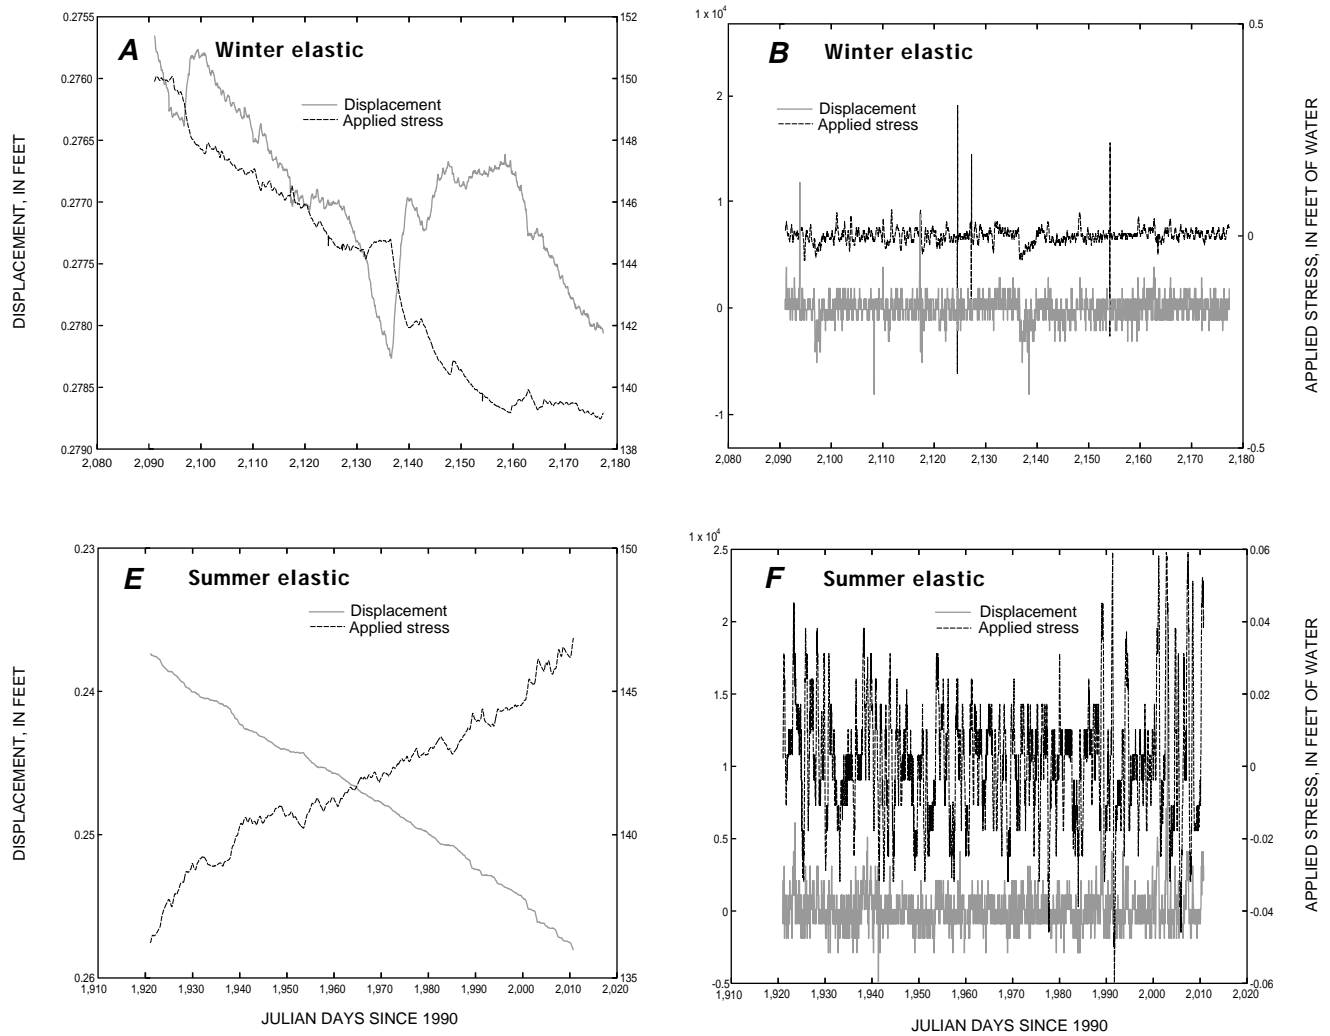 A Winter elastic
Displacement
Applied stress
DISPLACEMENT, IN FEET
0.2755
0.2760
0.2765
0.2770
0.2775
0.2780
0.2785
0.2790
152
150
148
146
144
142
140
138
2,080 2,090 2,100 2,110 2,120 2,130 2,140 2,150 2,160 2,170 2,180
1 x 10⁴
B Winter elastic
Displacement
Applied stress
2
1
0
-1
0.5
0
-0.5
APPLIED STRESS, IN FEET OF WATER
2,080 2,090 2,100 2,110 2,120 2,130 2,140 2,150 2,160 2,170 2,180
E Summer elastic
Displacement
Applied stress
DISPLACEMENT, IN FEET
0.23
0.24
0.25
0.26
150
145
140
135
1,910 1,920 1,930 1,940 1,950 1,960 1,970 1,980 1,990 2,000 2,010 2,020
JULIAN DAYS SINCE 1990
1 x 10⁴
F Summer elastic
Displacement
Applied stress
2.5
2
1.5
1
0.5
0
-0.5
0.06
0.04
0.02
0
-0.02
-0.04
-0.06
APPLIED STRESS, IN FEET OF WATER
1,910 1,920 1,930 1,940 1,950 1,960 1,970 1,980 1,990 2,000 2,010 2,020
JULIAN DAYS SINCE 1990